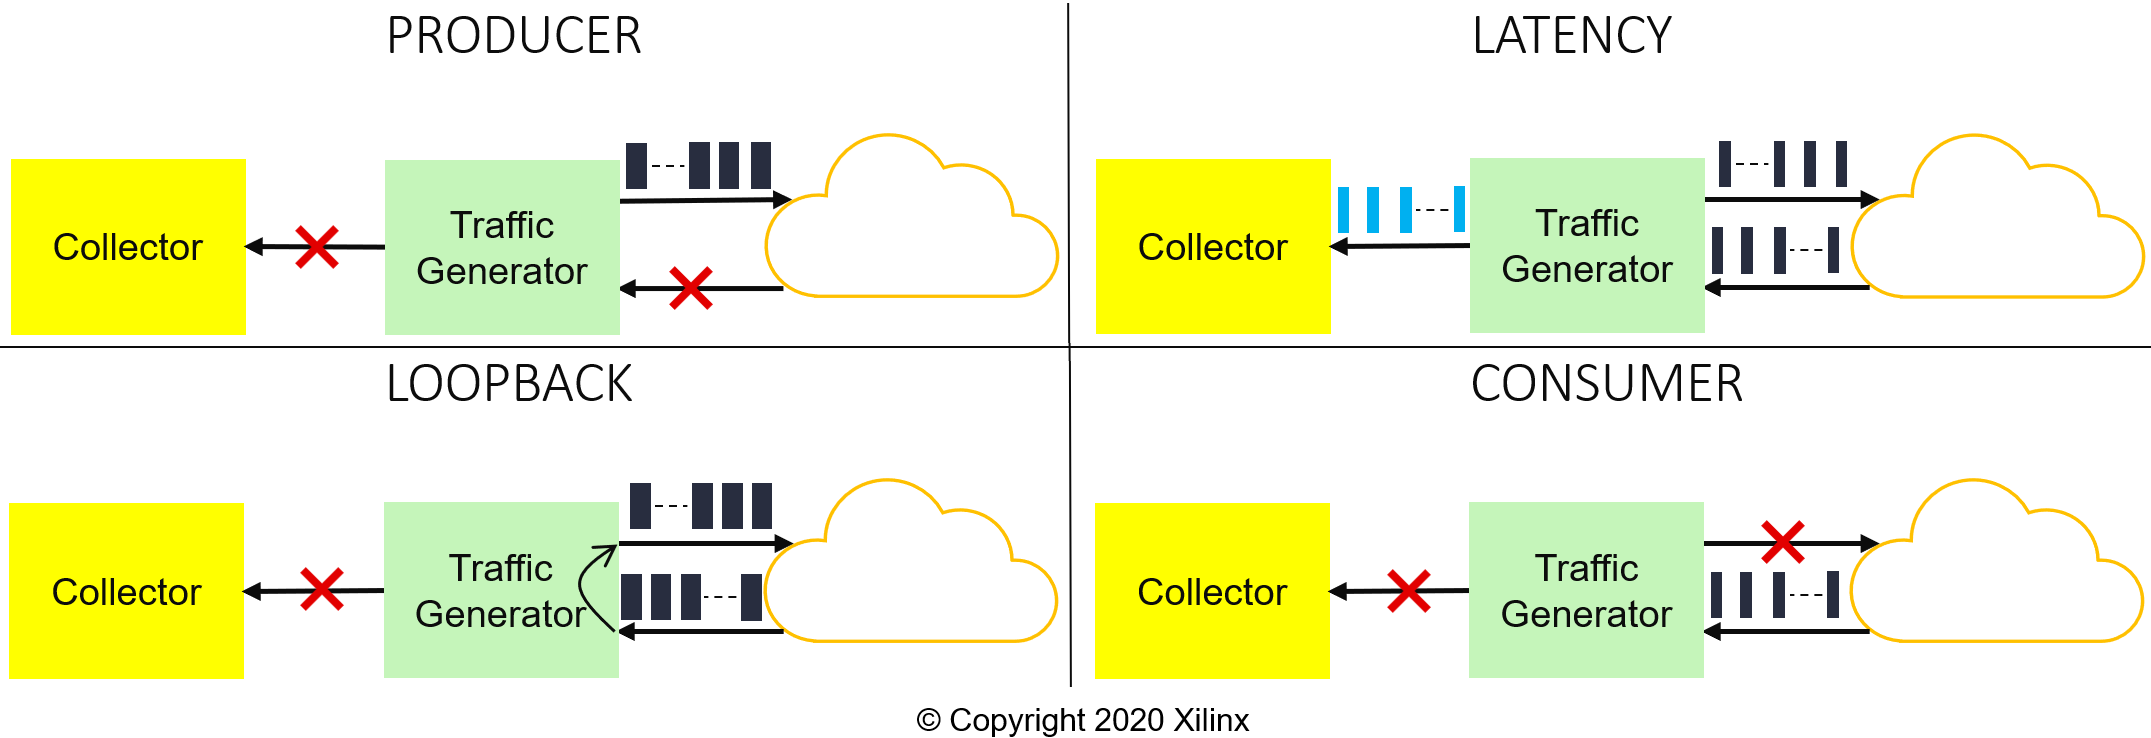 PRODUCER
Collector
Traffic
Generator
LATENCY
Collector
Traffic
Generator
LOOPBACK
Collector
Traffic
Generator
CONSUMER
Collector
Traffic
Generator
© Copyright 2020 Xilinx